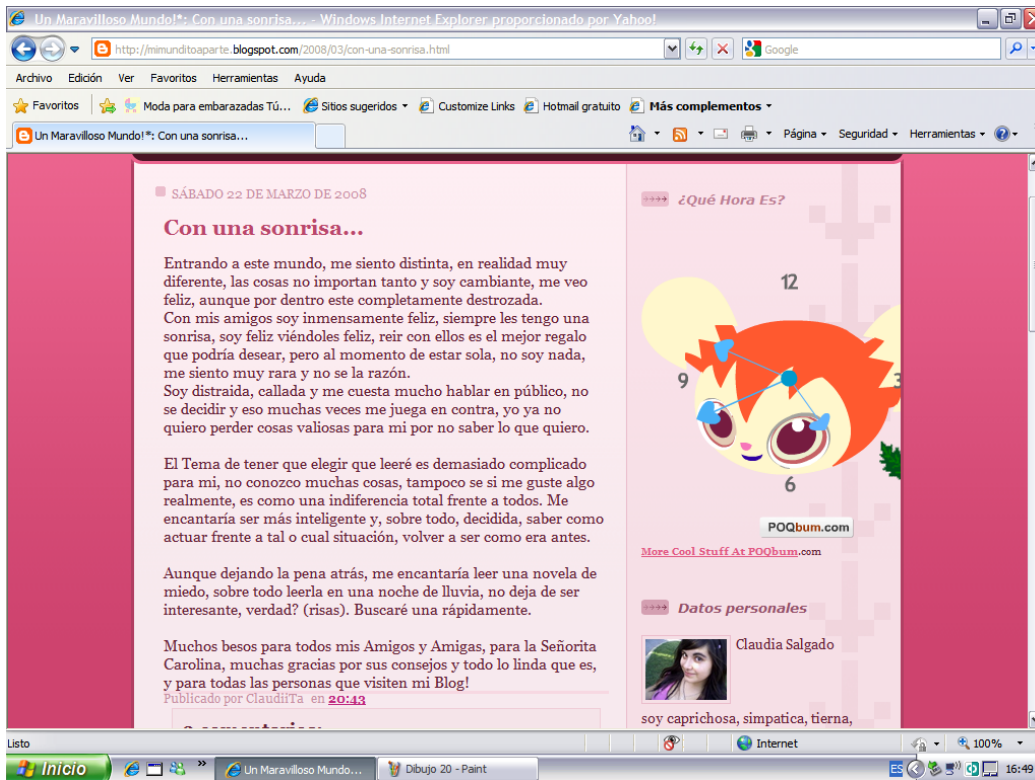 Un Maravilloso Mundo!*: Con una sonrisa... - Windows Internet Explorer proporcionado por Yahoo!
http://mimunditoaparte.blogspot.com/2008/03/con-una-sonrisa.html
Google
Archivo Edición Ver Favoritos Herramientas Ayuda
Favoritos Moda para embarazadas Tú... Sitios sugeridos Customize Links Hotmail gratuito Más complementos
Un Maravilloso Mundo!*: Con una sonrisa... Página Seguridad Herramientas
SÁBADO 22 DE MARZO DE 2008
Con una sonrisa...
Entrando a este mundo, me siento distinta, en realidad muy
diferente, las cosas no importan tanto y soy cambiante, me veo
feliz, aunque por dentro este completamente destrozada.
Con mis amigos soy inmensamente feliz, siempre les tengo una
sonrisa, soy feliz viéndoles feliz, reir con ellos es el mejor regalo
que podría desear, pero al momento de estar sola, no soy nada,
me siento muy rara y no se la razón.
Soy distraida, callada y me cuesta mucho hablar en público, no
se decidir y eso muchas veces me juega en contra, yo ya no
quiero perder cosas valiosas para mi por no saber lo que quiero.
El Tema de tener que elegir que leeré es demasiado complicado
para mi, no conozco muchas cosas, tampoco se si me guste algo
realmente, es como una indiferencia total frente a todos. Me
encantaría ser más inteligente y, sobre todo, decidida, saber como
actuar frente a tal o cual situación, volver a ser como era antes.
Aunque dejando la pena atrás, me encantaría leer una novela de
miedo, sobre todo leerla en una noche de lluvia, no deja de ser
interesante, verdad? (risas). Buscaré una rápidamente.
Muchos besos para todos mis Amigos y Amigas, para la Señorita
Carolina, muchas gracias por sus consejos y todo lo linda que es,
y para todas las personas que visiten mi Blog!
Publicado por ClaudiiTa en 20:43
¿Qué Hora Es?
12
9
3
6
POQbum.com
More Cool Stuff At POQbum.com
Datos personales
Claudia Salgado
soy caprichosa, simpatica, tierna,
Listo Internet 100%
Inicio Un Maravilloso Mundo... Dibujo 20 - Paint ES 16:49